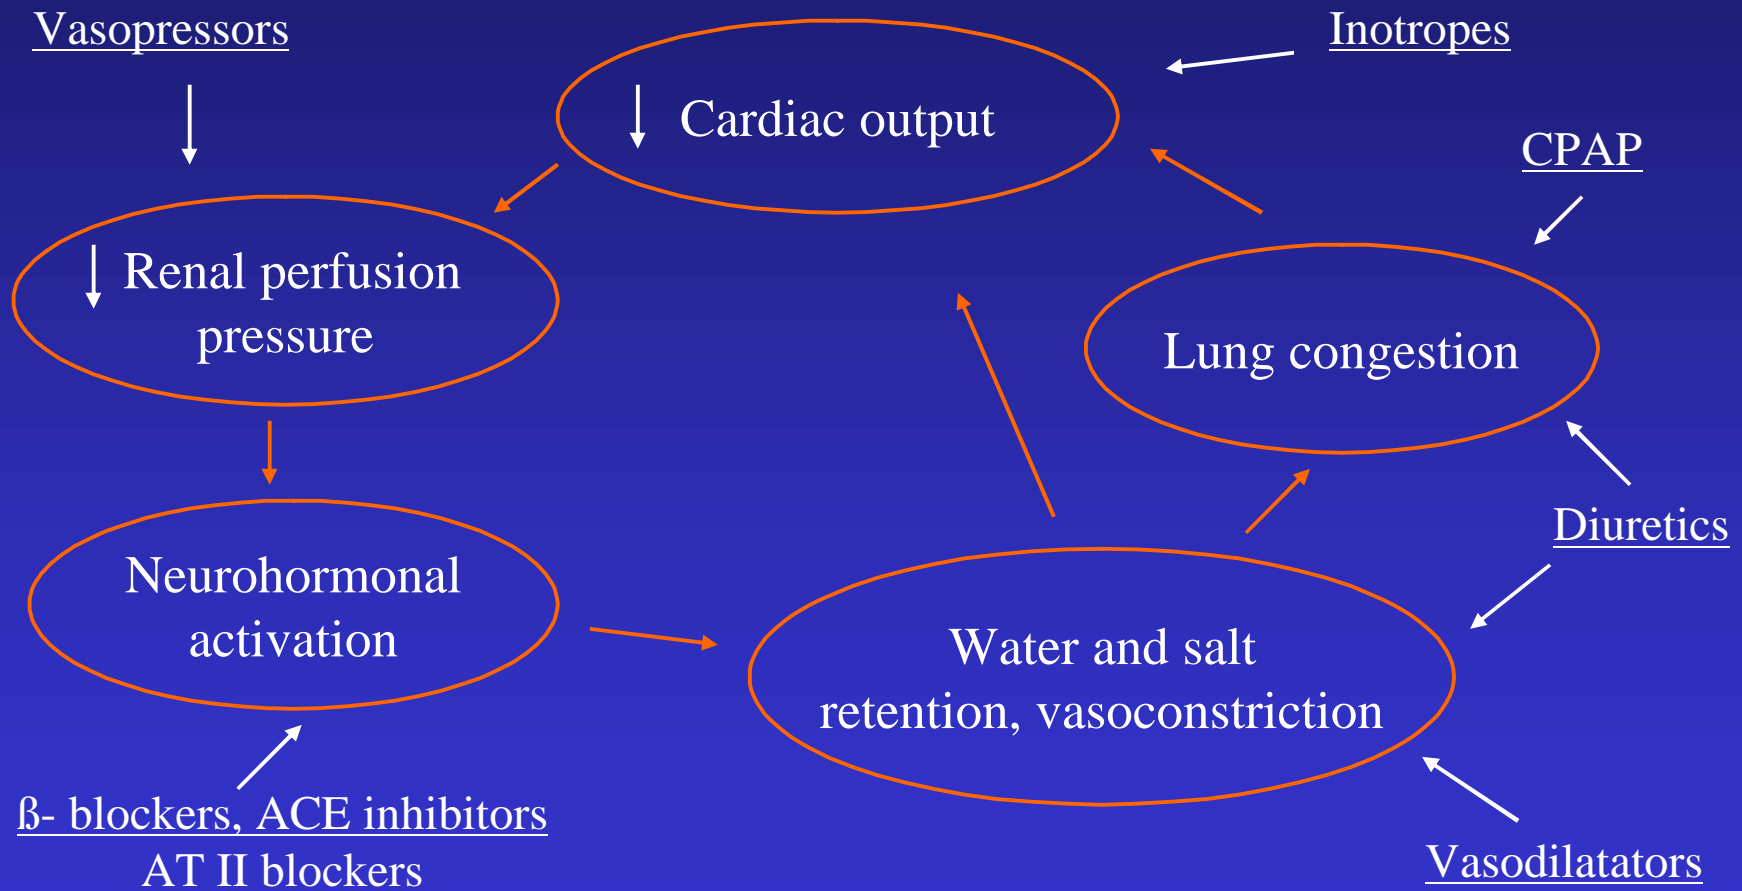 Vasopressors
Inotropes
↓ Cardiac output
CPAP
↓ Renal perfusion
pressure
Lung congestion
Diuretics
Neurohormonal
activation
Water and salt
retention, vasoconstriction
ß- blockers, ACE inhibitors
AT II blockers
Vasodilatators